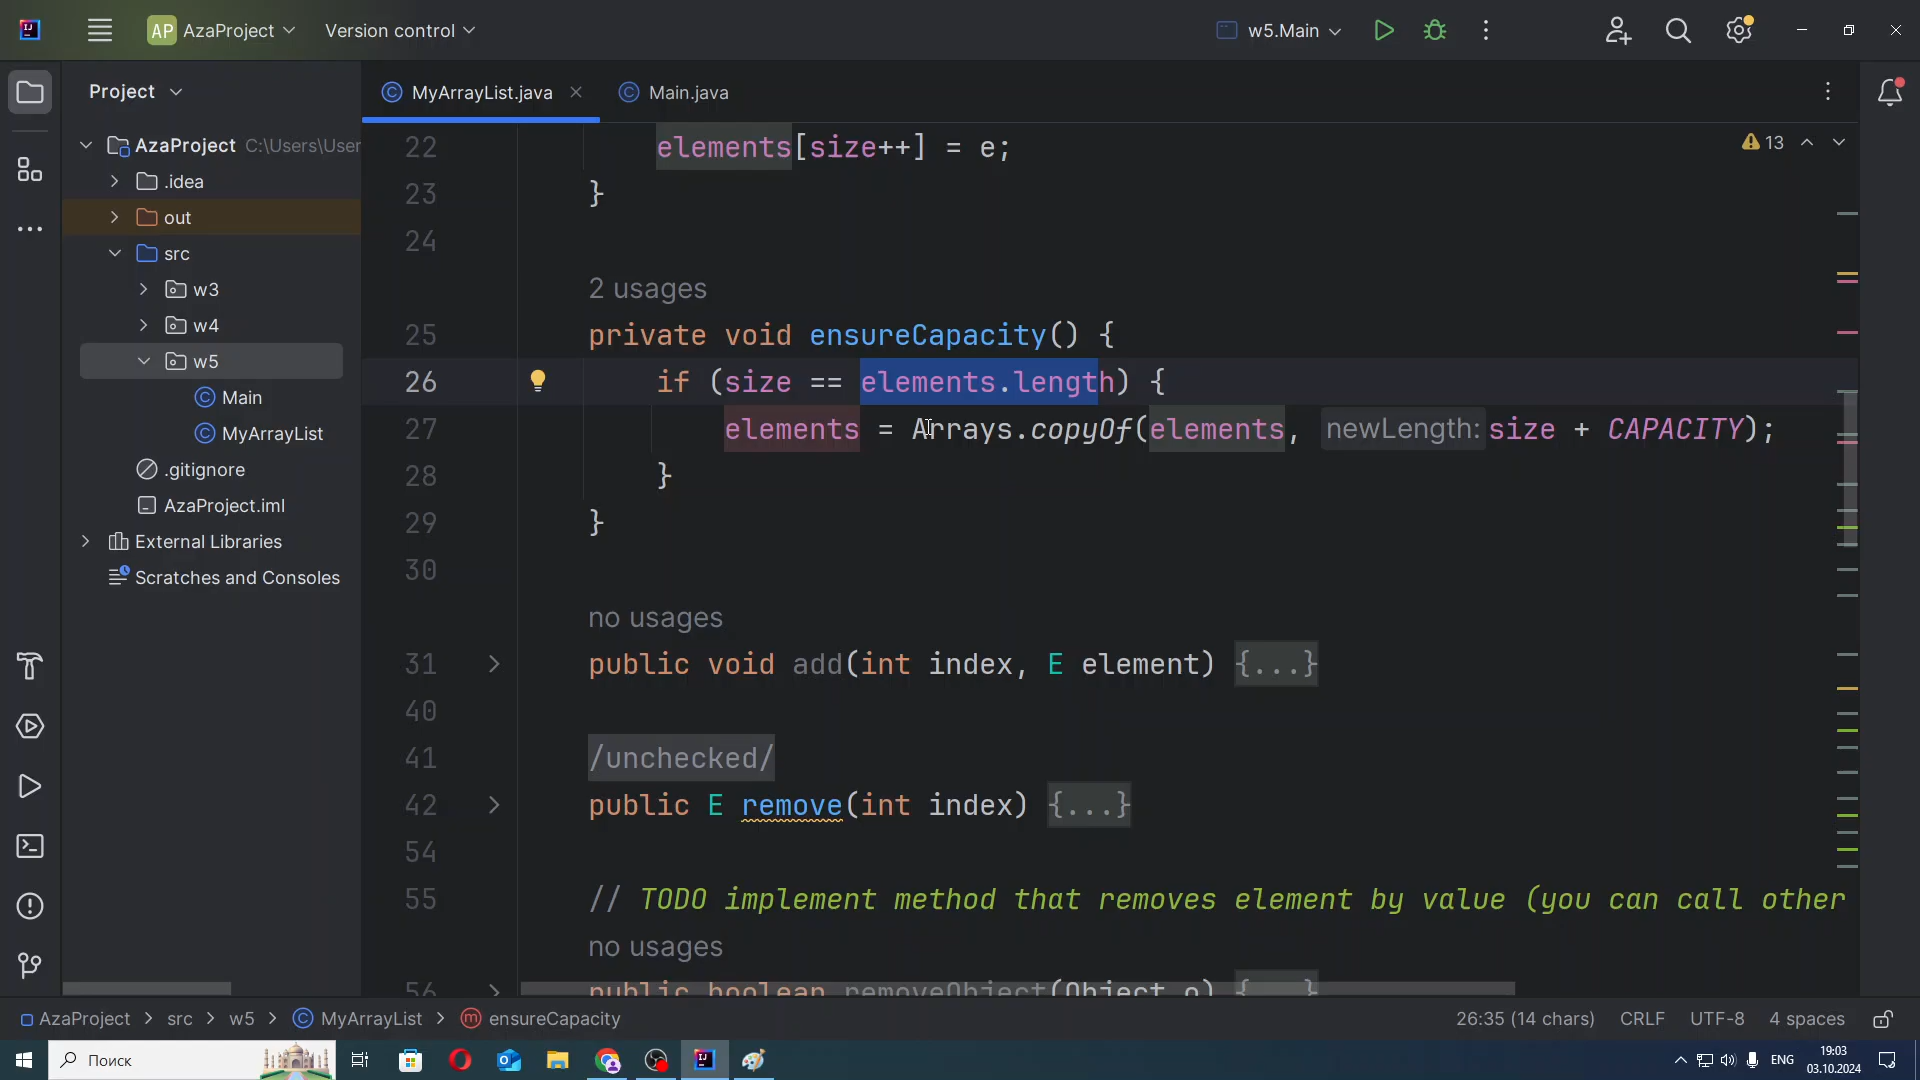 AP AzaProject Version control w5.Main
Project
MyArrayList.java Main.java
AzaProject C:\Users\User
.idea
out
src
w3
w4
w5
Main
MyArrayList
.gitignore
AzaProject.iml
External Libraries
Scratches and Consoles
13
22 elements[size++] = e;
23 }
24
2 usages
25 private void ensureCapacity() {
26 if (size == elements.length) {
27 elements = Arrays.copyOf(elements, newLength: size + CAPACITY);
28 }
29 }
30
no usages
31 public void add(int index, E element) {...}
40
41 /unchecked/
42 public E remove(int index) {...}
54
55 // TODO implement method that removes element by value (you can call other
no usages
56 public boolean removeObject(Object o) {...}
AzaProject > src > w5 > MyArrayList > ensureCapacity 26:35 (14 chars) CRLF UTF-8 4 spaces
Поиск ENG 19:03
03.10.2024